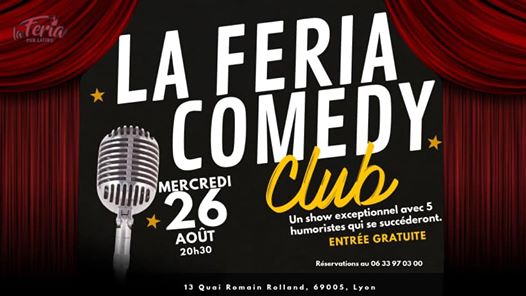 la Feria
PUB LATINO
LA FERIA
COMEDY
Club
MERCREDI
26
AOÛT
20h30
Un show exceptionnel avec 5
humoristes qui se succéderont.
ENTRÉE GRATUITE
Réservations au 06 33 97 03 00
13 Quai Romain Rolland, 69005, Lyon